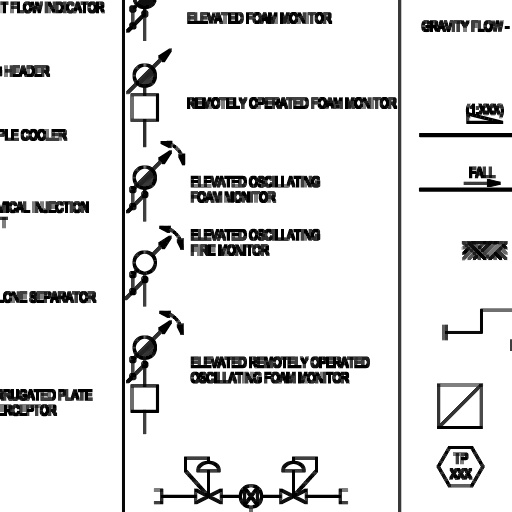 T FLOW INDICATOR
HEADER
PLE COOLER
MICAL INJECTION
T
LONE SEPARATOR
RRUGATED PLATE
ERCEPTOR
ELEVATED FOAM MONITOR
REMOTELY OPERATED FOAM MONITOR
ELEVATED OSCILLATING
FOAM MONITOR
ELEVATED OSCILLATING
FIRE MONITOR
ELEVATED REMOTELY OPERATED
OSCILLATING FOAM MONITOR
GRAVITY FLOW -
(1:XXX)
FALL
TP
XXX